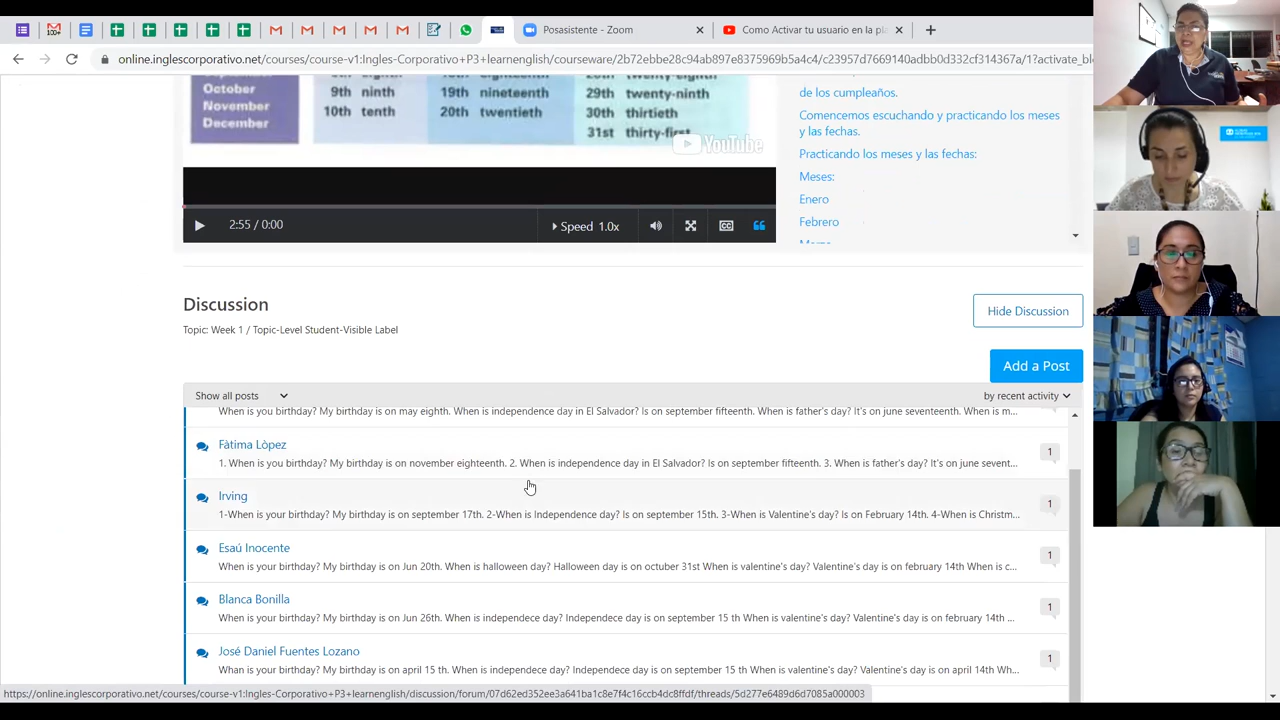 100+
Posasistente - Zoom
Como Activar tu usuario en la pla
online.inglescorporativo.net/courses/course-v1:Ingles-Corporativo+P3+learnenglish/courseware/2b72ebbe28c94ab897e8375969b5a4c4/c23957d7669140adbb0d332cf314367a/1?activate_bl
October
November
December
9th ninth
10th tenth
19th nineteenth
20th twentieth
29th twenty-ninth
30th thirtieth
31st thirty-first
YouTube
de los cumpleaños.
Comencemos escuchando y practicando los meses
y las fechas.
Practicando los meses y las fechas:
Meses:
Enero
Febrero
Marzo
2:55 / 0:00
Speed 1.0x
Discussion
Hide Discussion
Topic: Week 1 / Topic-Level Student-Visible Label
Add a Post
Show all posts
by recent activity
When is you birthday? My birthday is on may eighth. When is independence day in El Salvador? Is on september fifteenth. When is father's day? It's on june seventeenth. When is m...
Fàtima Lòpez
1
1. When is you birthday? My birthday is on november eighteenth. 2. When is independence day in El Salvador? Is on september fifteenth. 3. When is father's day? It's on june sevent...
Irving
1
1-When is your birthday? My birthday is on september 17th. 2-When is Independence day? Is on september 15th. 3-When is Valentine's day? Is on February 14th. 4-When is Christm...
Esaú Inocente
1
When is your birthday? My birthday is on Jun 20th. When is halloween day? Halloween day is on octuber 31st When is valentine's day? Valentine's day is on february 14th When is c...
Blanca Bonilla
1
When is your birthday? My birthday is on Jun 26th. When is independece day? Independece day is on september 15 th When is valentine's day? Valentine's day is on february 14th ...
José Daniel Fuentes Lozano
1
Whan is your birthday? My birthday is on april 15 th. When is independece day? Independece day is on september 15 th When is valentine's day? Valentine's day is on april 14th Wh...
https://online.inglescorporativo.net/courses/course-v1:Ingles-Corporativo+P3+learnenglish/discussion/forum/07d62ed352ee3a641ba1c8e7f4c16ccb4dc8ffdf/threads/5d277e6489d6d7085a000003